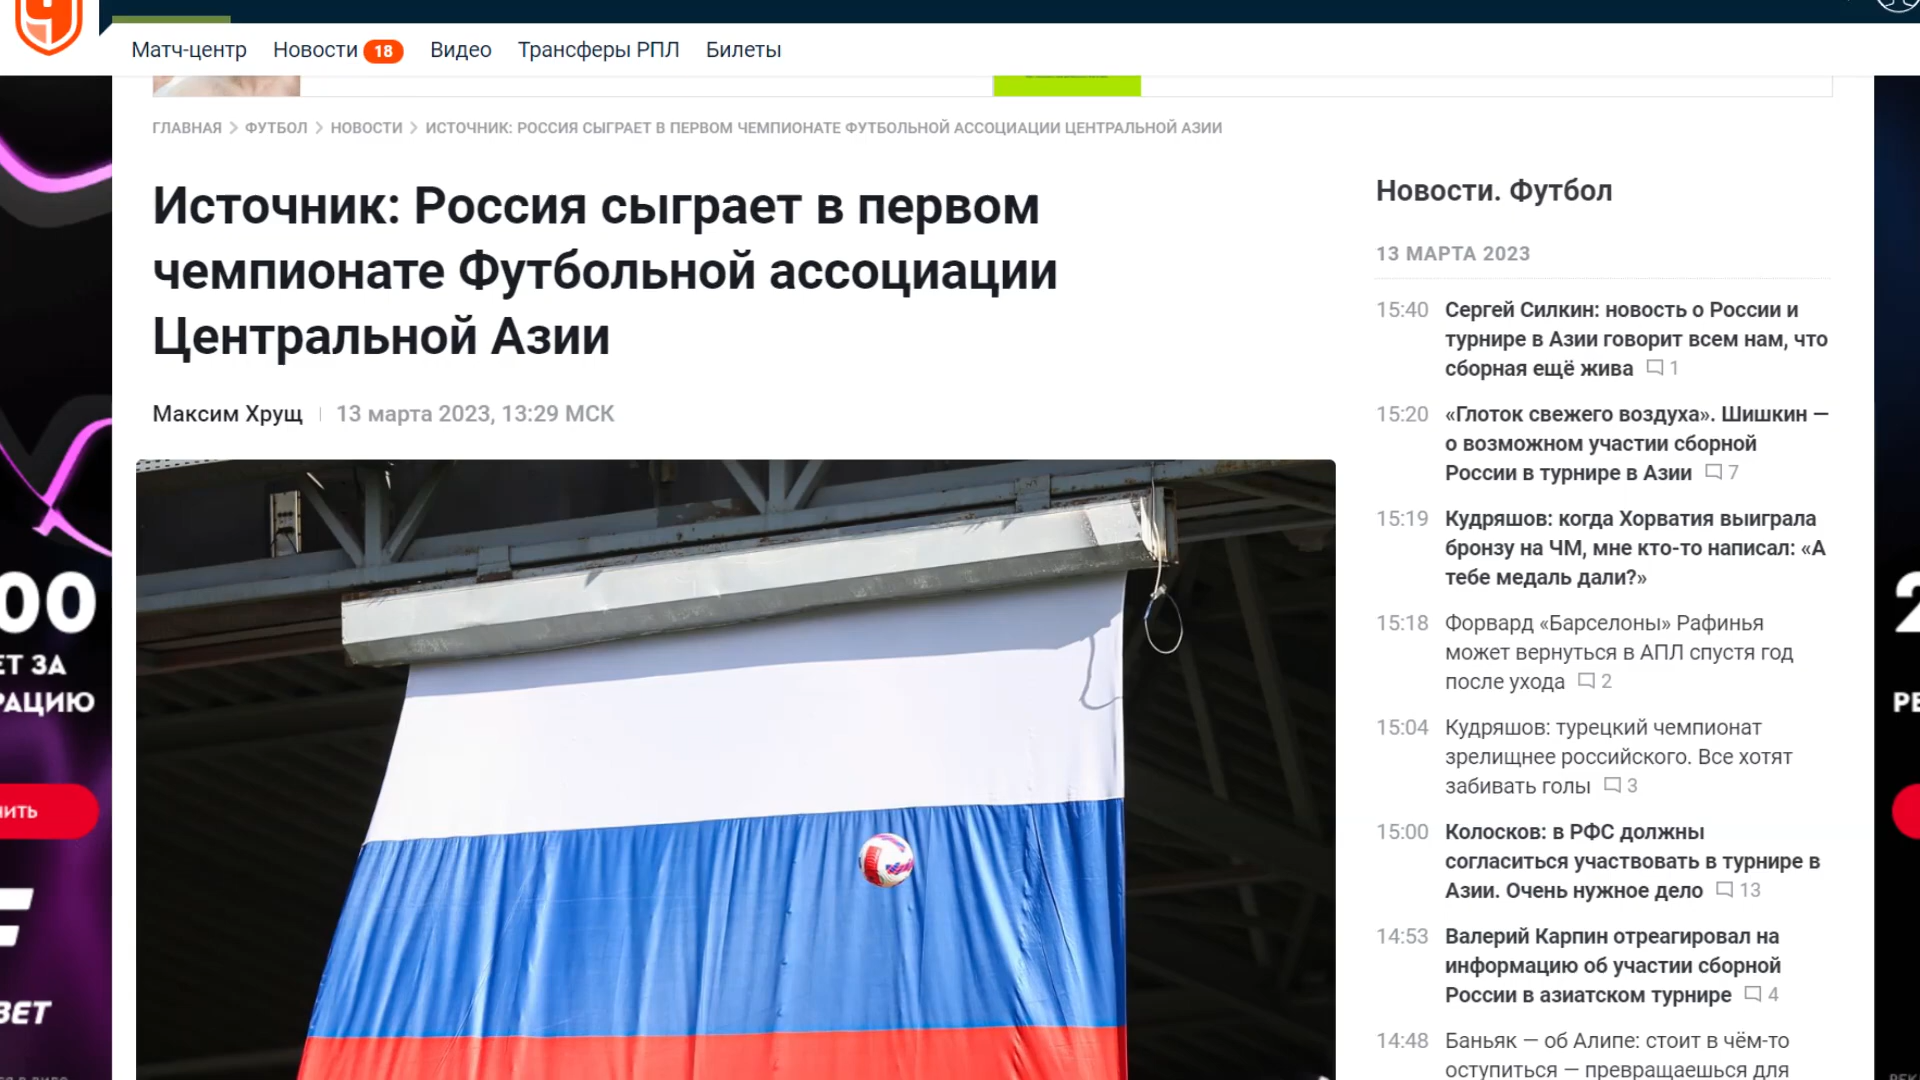 Матч-центр Новости 18 Видео Трансферы РПЛ Билеты
ГЛАВНАЯ ФУТБОЛ НОВОСТИ ИСТОЧНИК: РОССИЯ СЫГРАЕТ В ПЕРВОМ ЧЕМПИОНАТЕ ФУТБОЛЬНОЙ АССОЦИАЦИИ ЦЕНТРАЛЬНОЙ АЗИИ
Источник: Россия сыграет в первом
чемпионате Футбольной ассоциации
Центральной Азии
Максим Хрущ 13 марта 2023, 13:29 МСК
Новости. Футбол
13 МАРТА 2023
15:40 Сергей Силкин: новость о России и
турнире в Азии говорит всем нам, что
сборная ещё жива 1
15:20 «Глоток свежего воздуха». Шишкин —
о возможном участии сборной
России в турнире в Азии 7
15:19 Кудряшов: когда Хорватия выиграла
бронзу на ЧМ, мне кто-то написал: «А
тебе медаль дали?»
15:18 Форвард «Барселоны» Рафинья
может вернуться в АПЛ спустя год
после ухода 2
15:04 Кудряшов: турецкий чемпионат
зрелищнее российского. Все хотят
забивать голы 3
15:00 Колосков: в РФС должны
согласиться участвовать в турнире в
Азии. Очень нужное дело 13
14:53 Валерий Карпин отреагировал на
информацию об участии сборной
России в азиатском турнире 4
14:48 Баньяк — об Алипе: стоит в чём-то
оступиться — превращаешься для
00
ЕТ ЗА
РАЦИЮ
ИТЬ
BET
2
РЕ